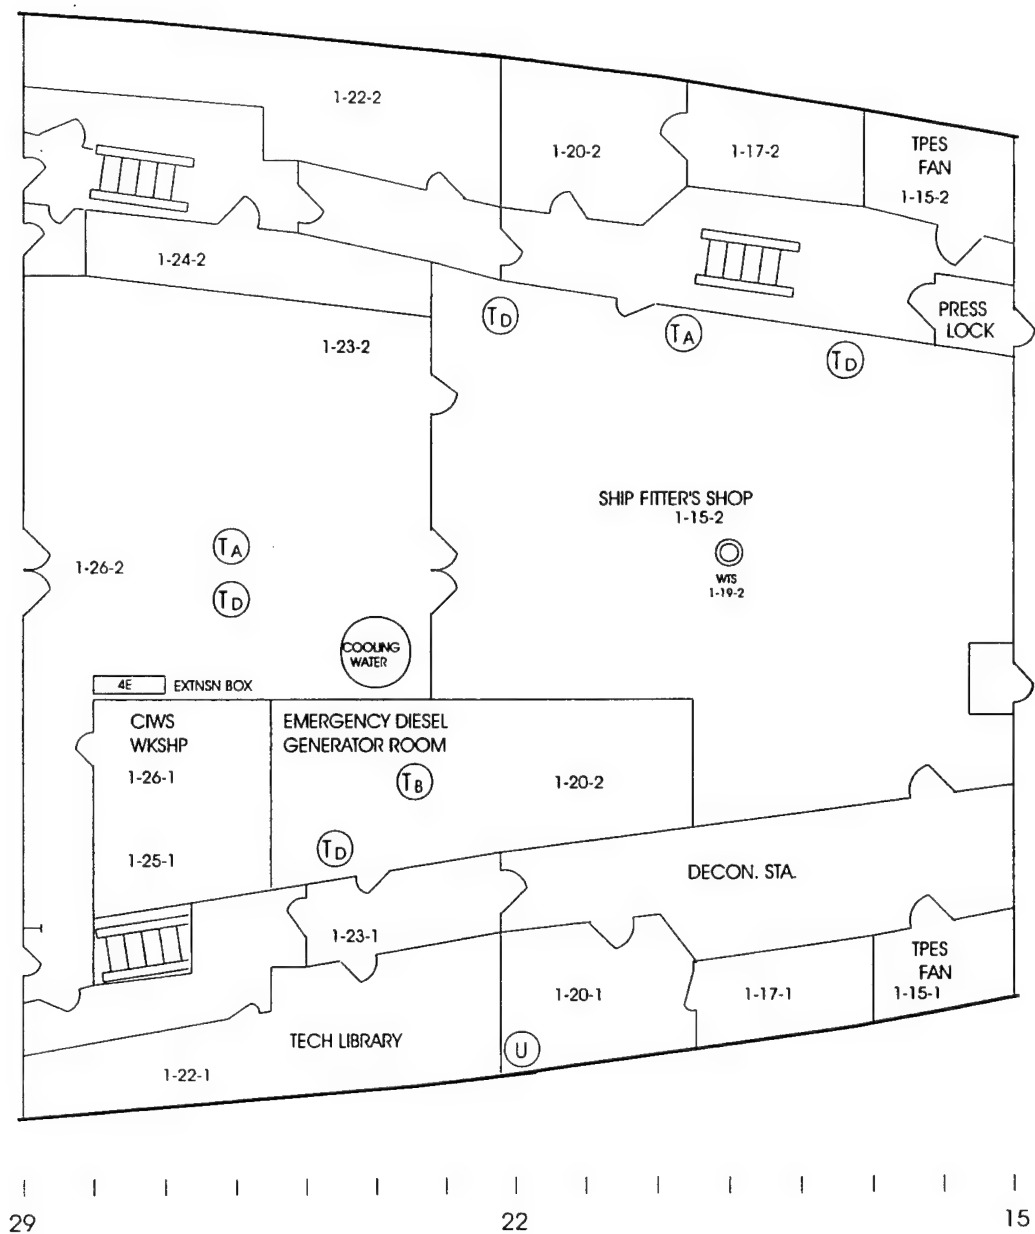 1-22-2
1-20-2
1-17-2
TPES
FAN
1-15-2
1-24-2
TD
PRESS
LOCK
TA
TD
1-23-2
SHIP FITTER'S SHOP
1-15-2
TA
1-26-2
WTS
1-19-2
TD
COOLING
WATER
4E
EXTNSN BOX
CIWS
WKSHP
EMERGENCY DIESEL
GENERATOR ROOM
1-26-1
TB
1-20-2
TD
1-25-1
DECON. STA.
1-23-1
TPES
FAN
1-20-1
1-17-1
1-15-1
TECH LIBRARY
U
1-22-1
29
22
15